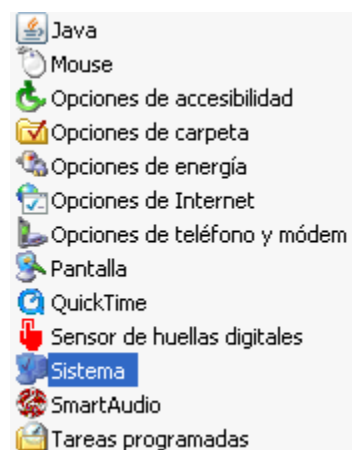 Java
Mouse
Opciones de accesibilidad
Opciones de carpeta
Opciones de energía
Opciones de Internet
Opciones de teléfono y módem
Pantalla
QuickTime
Sensor de huellas digitales
Sistema
SmartAudio
Tareas programadas